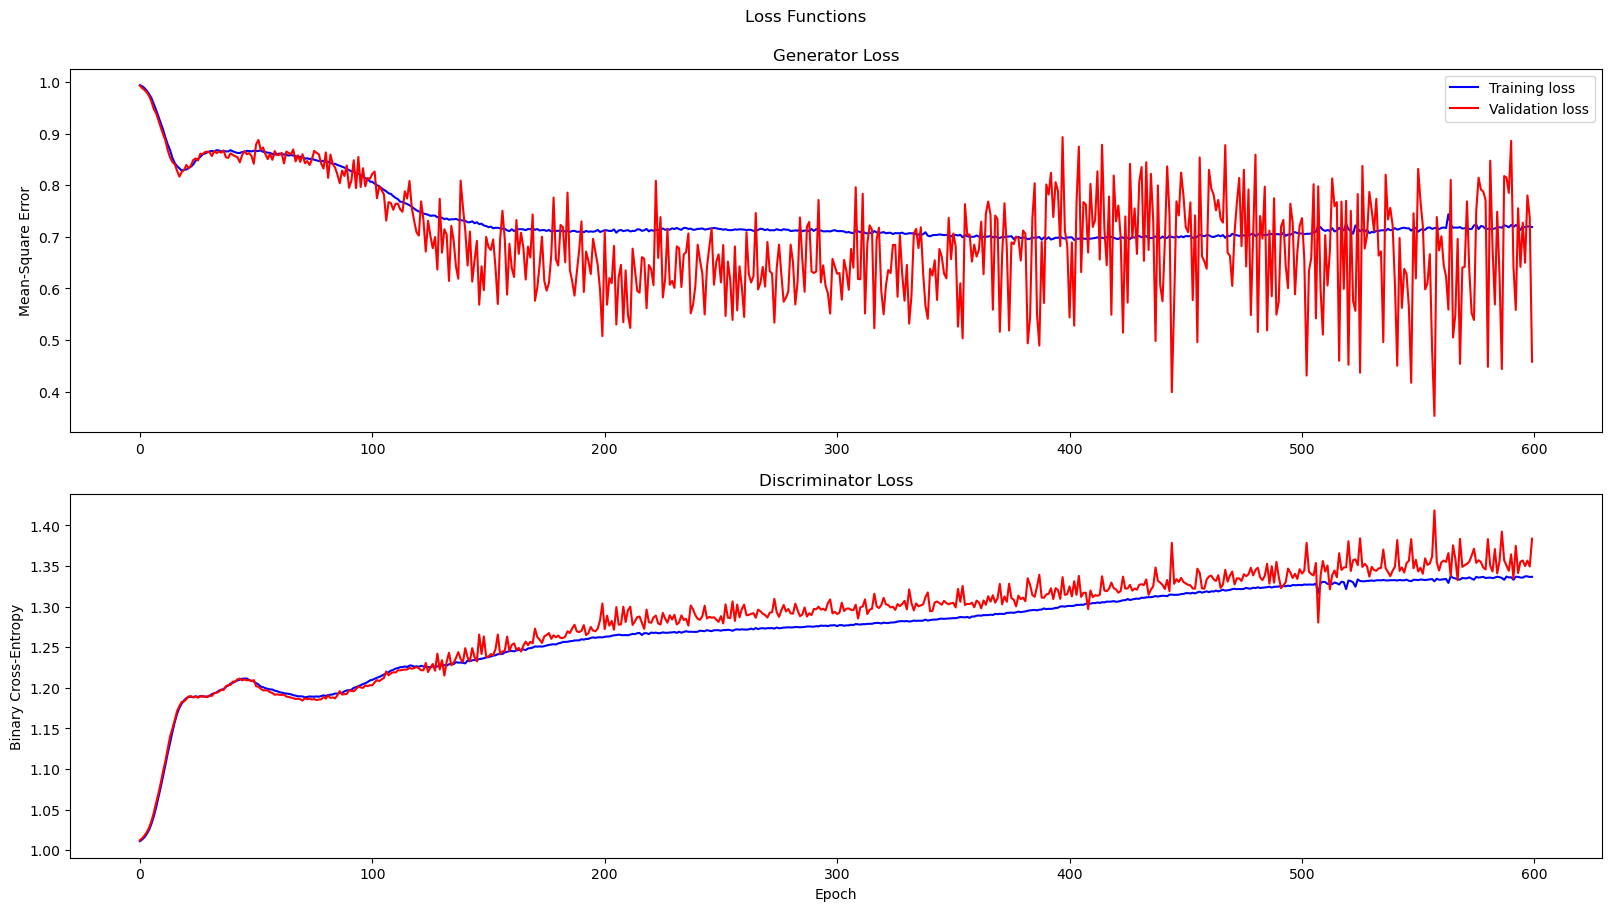 Loss Functions
Generator Loss
Mean-Square Error
1.0
0.9
0.8
0.7
0.6
0.5
0.4
Training loss
Validation loss
0 100 200 300 400 500 600
Discriminator Loss
Binary Cross-Entropy
1.40
1.35
1.30
1.25
1.20
1.15
1.10
1.05
1.00
0 100 200 300 400 500 600
Epoch